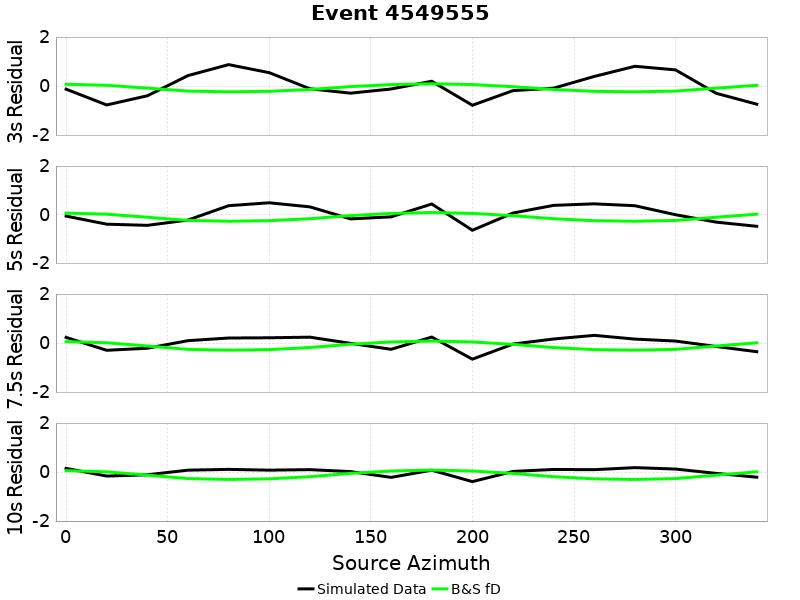 Event 4549555
3s Residual
2
0
-2
5s Residual
2
0
-2
7.5s Residual
2
0
-2
10s Residual
2
0
-2
0 50 100 150 200 250 300
Source Azimuth
Simulated Data B&S fD